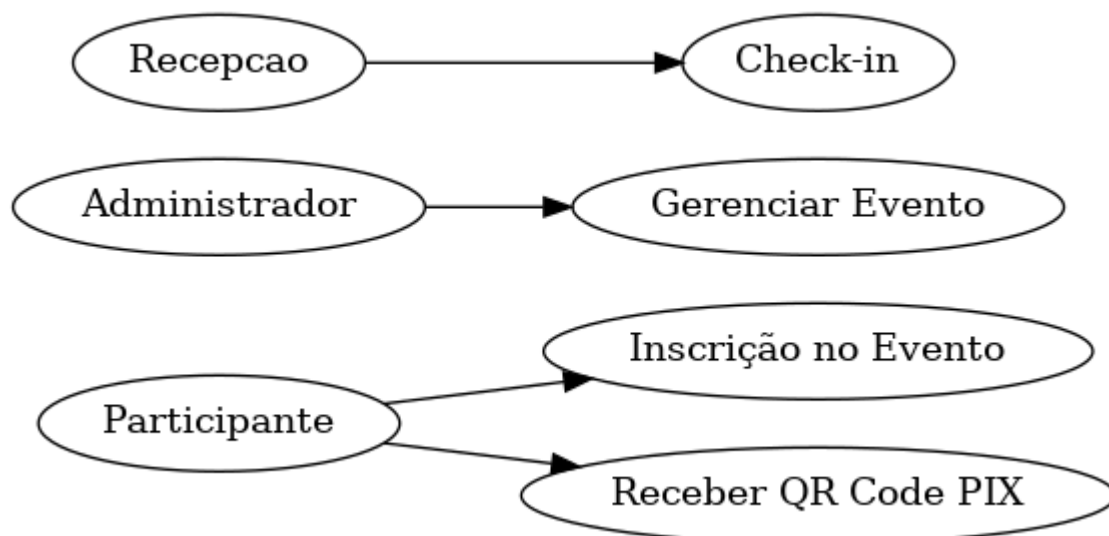 Recepcao
Check-in
Administrador
Gerenciar Evento
Inscrição no Evento
Participante
Receber QR Code PIX